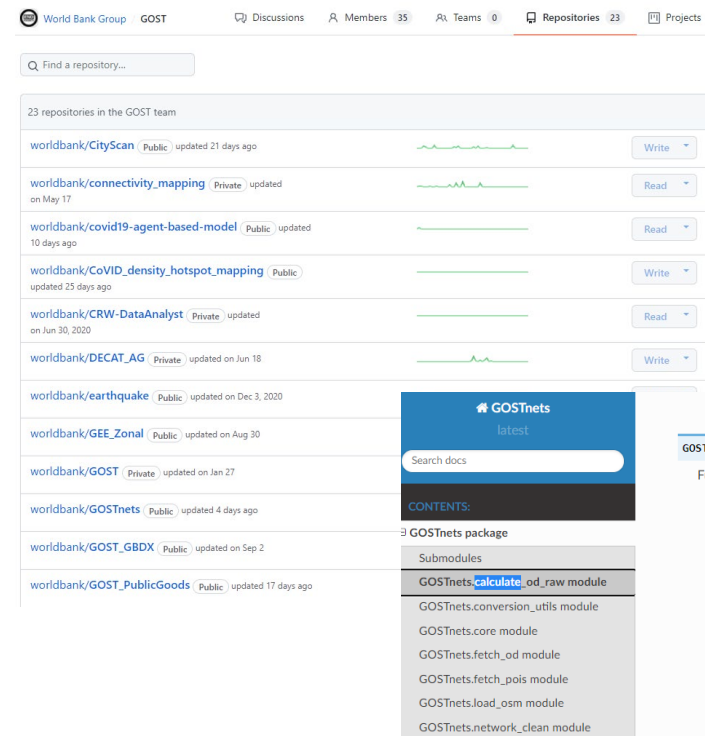 World Bank Group / GOST
Discussions
Members 35
Teams 0
Repositories 23
Projects
Find a repository...
23 repositories in the GOST team
worldbank/CityScan Public updated 21 days ago
Write
worldbank/connectivity_mapping Private updated
on May 17
Read
worldbank/covid19-agent-based-model Public updated
10 days ago
Read
worldbank/CoVID_density_hotspot_mapping Public
updated 25 days ago
Write
worldbank/CRW-DataAnalyst Private updated
on Jun 30, 2020
Read
worldbank/DECAT_AG Private updated on Jun 18
Write
worldbank/earthquake Public updated on Dec 3, 2020
worldbank/GEE_Zonal Public updated on Aug 30
worldbank/GOST Private updated on Jan 27
worldbank/GOSTnets Public updated 4 days ago
worldbank/GOST_GBDX Public updated on Sep 2
worldbank/GOST_PublicGoods Public updated 17 days ago
GOSTnets
latest
Search docs
CONTENTS:
GOSTnets package
Submodules
GOSTnets.calculate_od_raw module
GOSTnets.conversion_utils module
GOSTnets.core module
GOSTnets.fetch_od module
GOSTnets.fetch_pois module
GOSTnets.load_osm module
GOSTnets.network_clean module
GOST